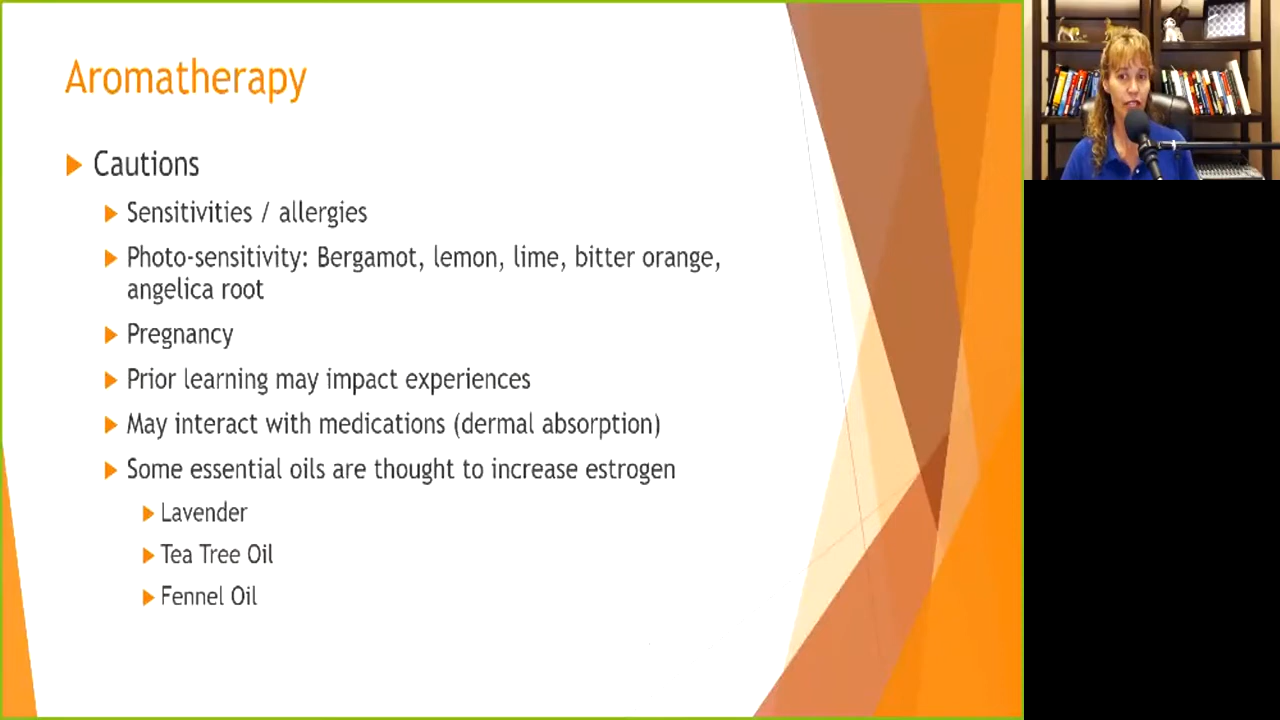 Aromatherapy
Cautions
Sensitivities / allergies
Photo-sensitivity: Bergamot, lemon, lime, bitter orange,
angelica root
Pregnancy
Prior learning may impact experiences
May interact with medications (dermal absorption)
Some essential oils are thought to increase estrogen
Lavender
Tea Tree Oil
Fennel Oil